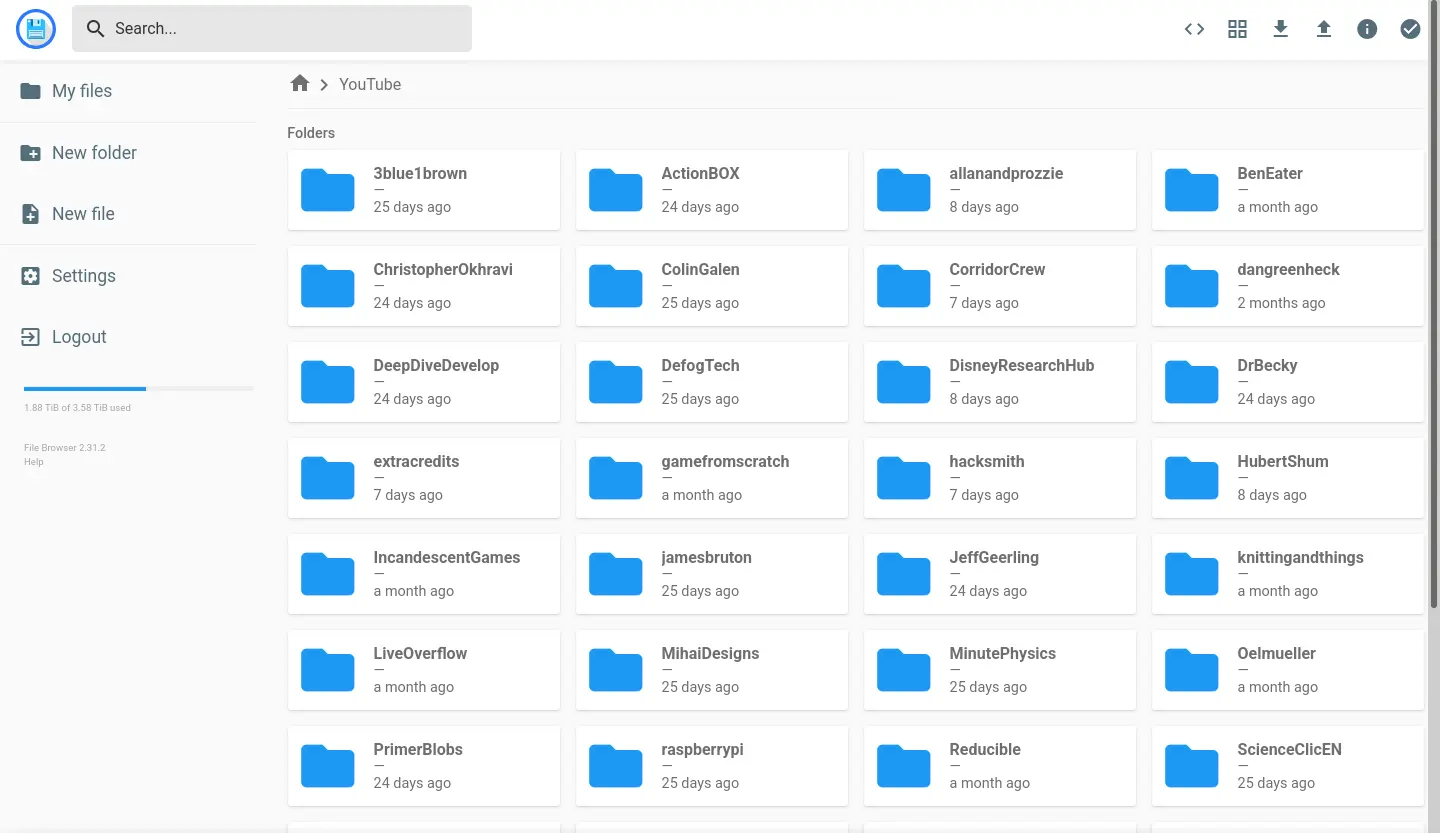 Search...
My files
New folder
New file
Settings
Logout
1.88 TiB of 3.58 TiB used
File Browser 2.31.2
Help
YouTube
Folders
3blue1brown
—
25 days ago
ActionBOX
—
24 days ago
allanandprozzie
—
8 days ago
BenEater
—
a month ago
ChristopherOkhravi
—
24 days ago
ColinGalen
—
25 days ago
CorridorCrew
—
7 days ago
dangreenheck
—
2 months ago
DeepDiveDevelop
—
24 days ago
DefogTech
—
25 days ago
DisneyResearchHub
—
8 days ago
DrBecky
—
24 days ago
extracredits
—
7 days ago
gamefromscratch
—
a month ago
hacksmith
—
7 days ago
HubertShum
—
8 days ago
IncandescentGames
—
a month ago
jamesbruton
—
25 days ago
JeffGeerling
—
24 days ago
knittingandthings
—
a month ago
LiveOverflow
—
a month ago
MihaiDesigns
—
25 days ago
MinutePhysics
—
25 days ago
Oelmueller
—
a month ago
PrimerBlobs
—
24 days ago
raspberrypi
—
25 days ago
Reducible
—
a month ago
ScienceClicEN
—
25 days ago